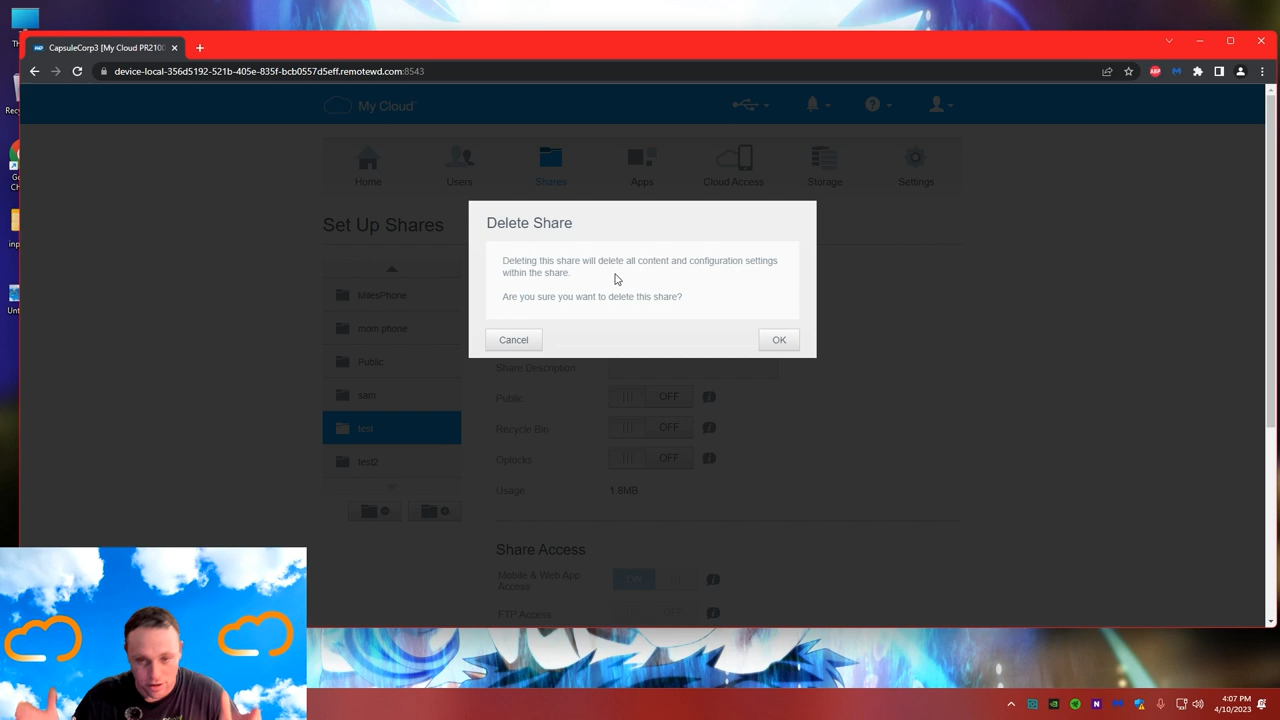 CapsuleCorp3 [My Cloud PR2100
device-local-356d5192-521b-405e-835f-bcb0557d5eff.remotewd.com:8543
My Cloud
Home
Users
Shares
Apps
Cloud Access
Storage
Settings
Set Up Shares
Delete Share
Deleting this share will delete all content and configuration settings
within the share.
Are you sure you want to delete this share?
Cancel
OK
MilesPhone
mom phone
Public
sam
test
test2
Share Description
Public
OFF
Recycle Bin
OFF
Oplocks
OFF
Usage
1.8MB
Share Access
Mobile & Web App
Access
FTP Access
OFF
4:07 PM
4/10/2023